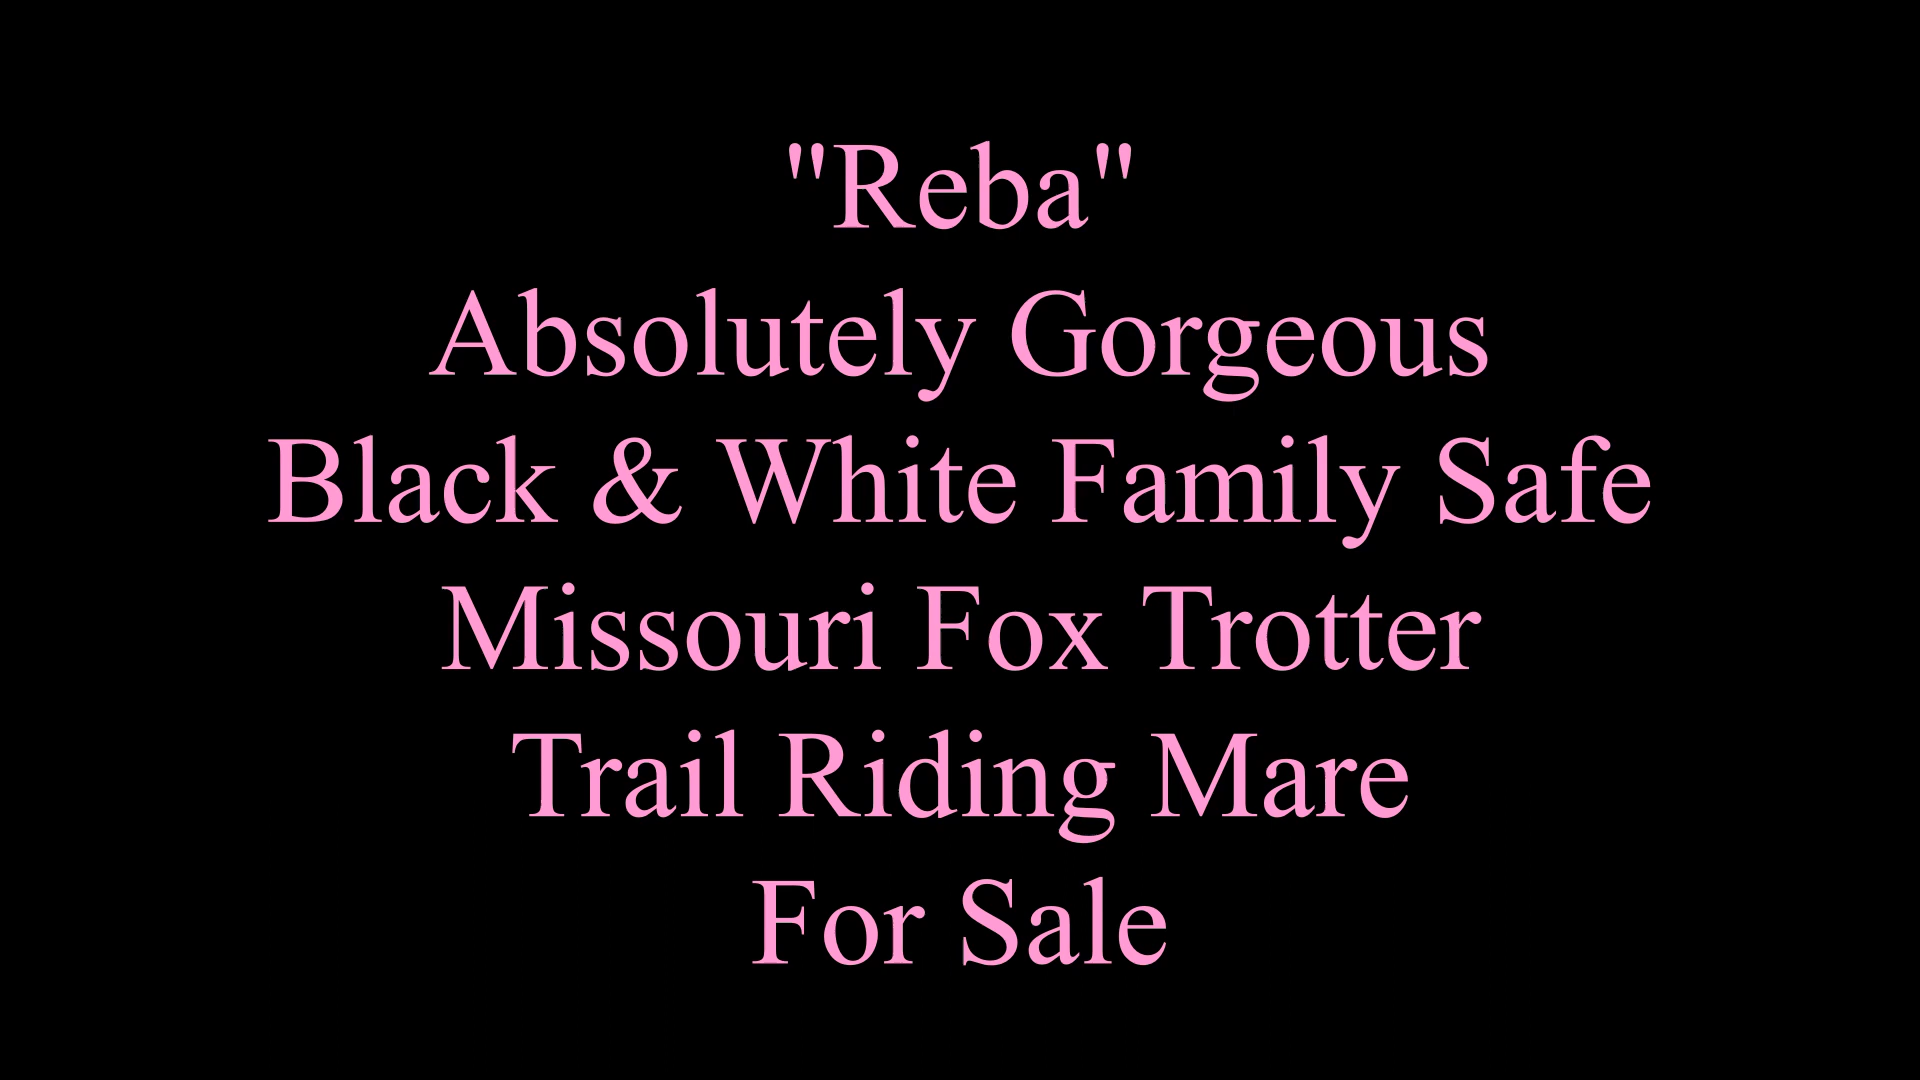 "Reba"
Absolutely Gorgeous
Black & White Family Safe
Missouri Fox Trotter
Trail Riding Mare
For Sale